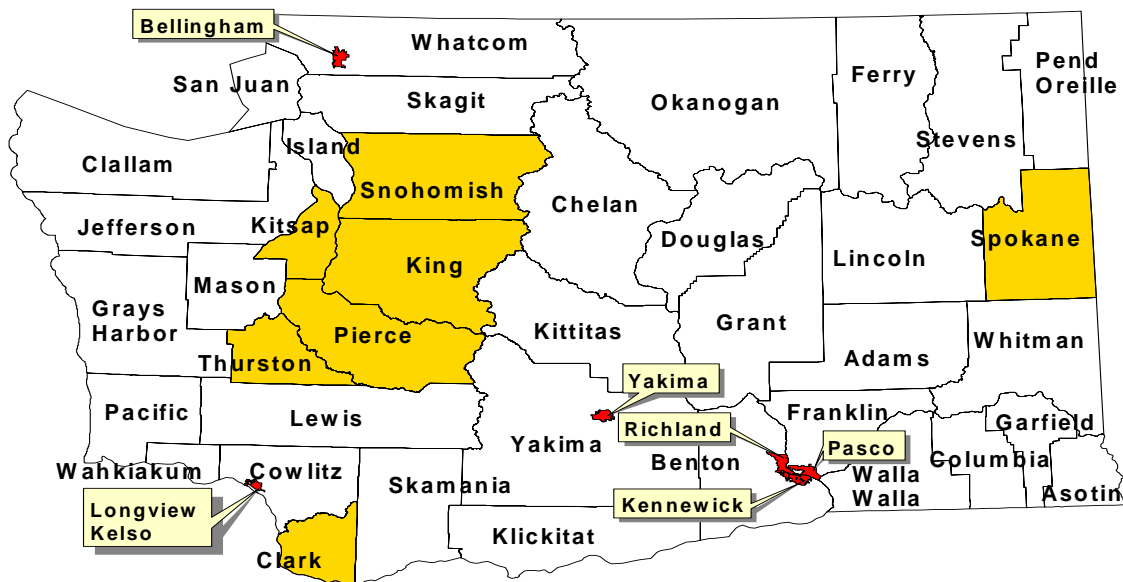 Bellingham
Whatcom
San Juan
Skagit
Okanogan
Ferry
Pend
Oreille
Stevens
Island
Clallam
Snohomish
Chelan
Jefferson
Kitsap
Douglas
Spokane
King
Lincoln
Mason
Grays
Harbor
Kittitas
Grant
Pierce
Whitman
Thurston
Adams
Yakima
Pacific
Lewis
Franklin
Garfield
Richland
Yakima
Pasco
Benton
Columbia
Wahkiakum
Cowlitz
Skamania
Walla
Walla
Asotin
Kennewick
Longview
Kelso
Klickitat
Clark